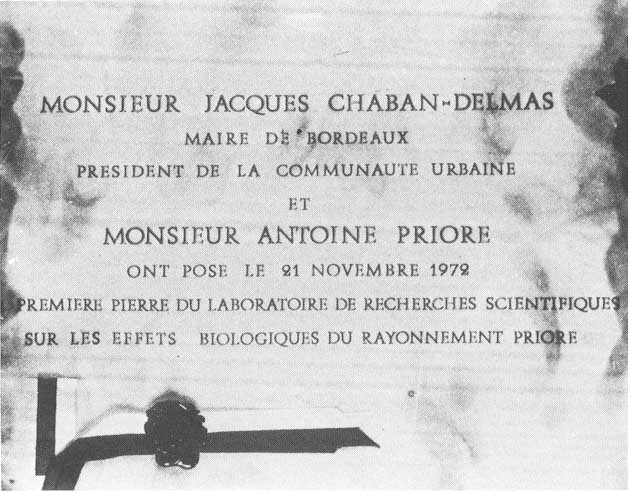 MONSIEUR JACQUES CHABAN-DELMAS
MAIRE DE BORDEAUX
PRESIDENT DE LA COMMUNAUTE URBAINE
ET
MONSIEUR ANTOINE PRIORE
ONT POSE LE 21 NOVEMBRE 1972
PREMIERE PIERRE DU LABORATOIRE DE RECHERCHES SCIENTIFIQUES
SUR LES EFFETS BIOLOGIQUES DU RAYONNEMENT PRIORE